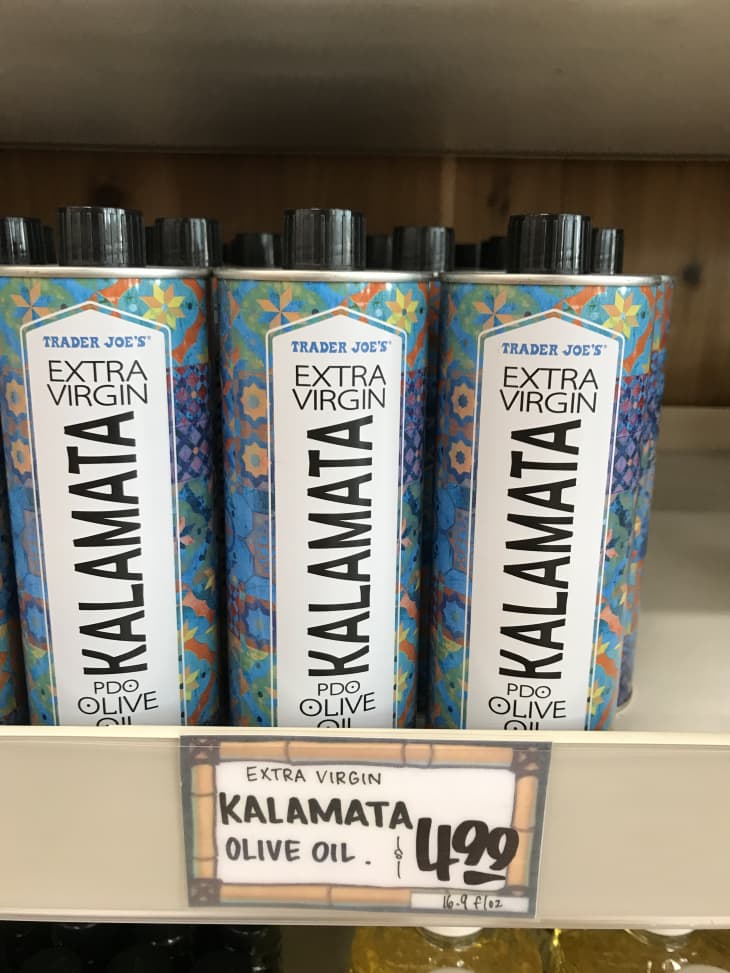 TRADER JOE'S®
EXTRA
VIRGIN
KALAMATA
PDO
OLIVE
OIL
TRADER JOE'S®
EXTRA
VIRGIN
KALAMATA
PDO
OLIVE
OIL
TRADER JOE'S®
EXTRA
VIRGIN
KALAMATA
PDO
OLIVE
OIL
EXTRA VIRGIN
KALAMATA
OLIVE OIL. $4.99
16.9 fl oz